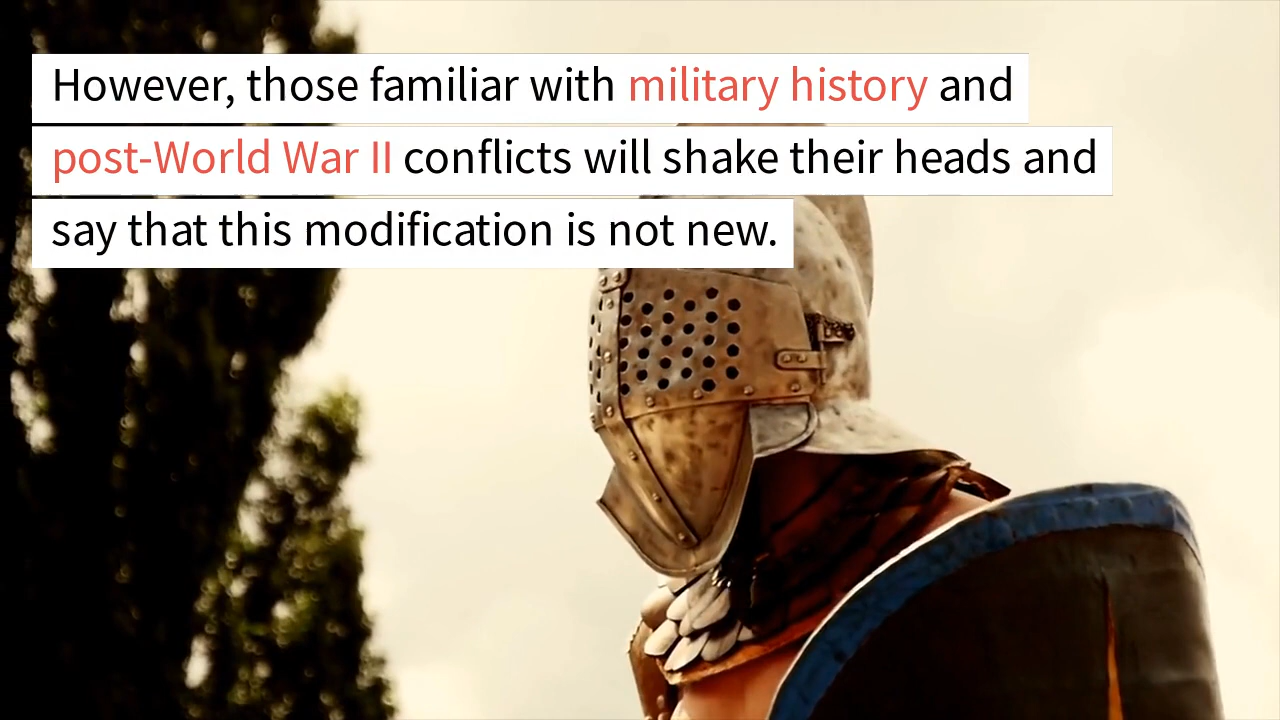 However, those familiar with military history and
post-World War II conflicts will shake their heads and
say that this modification is not new.